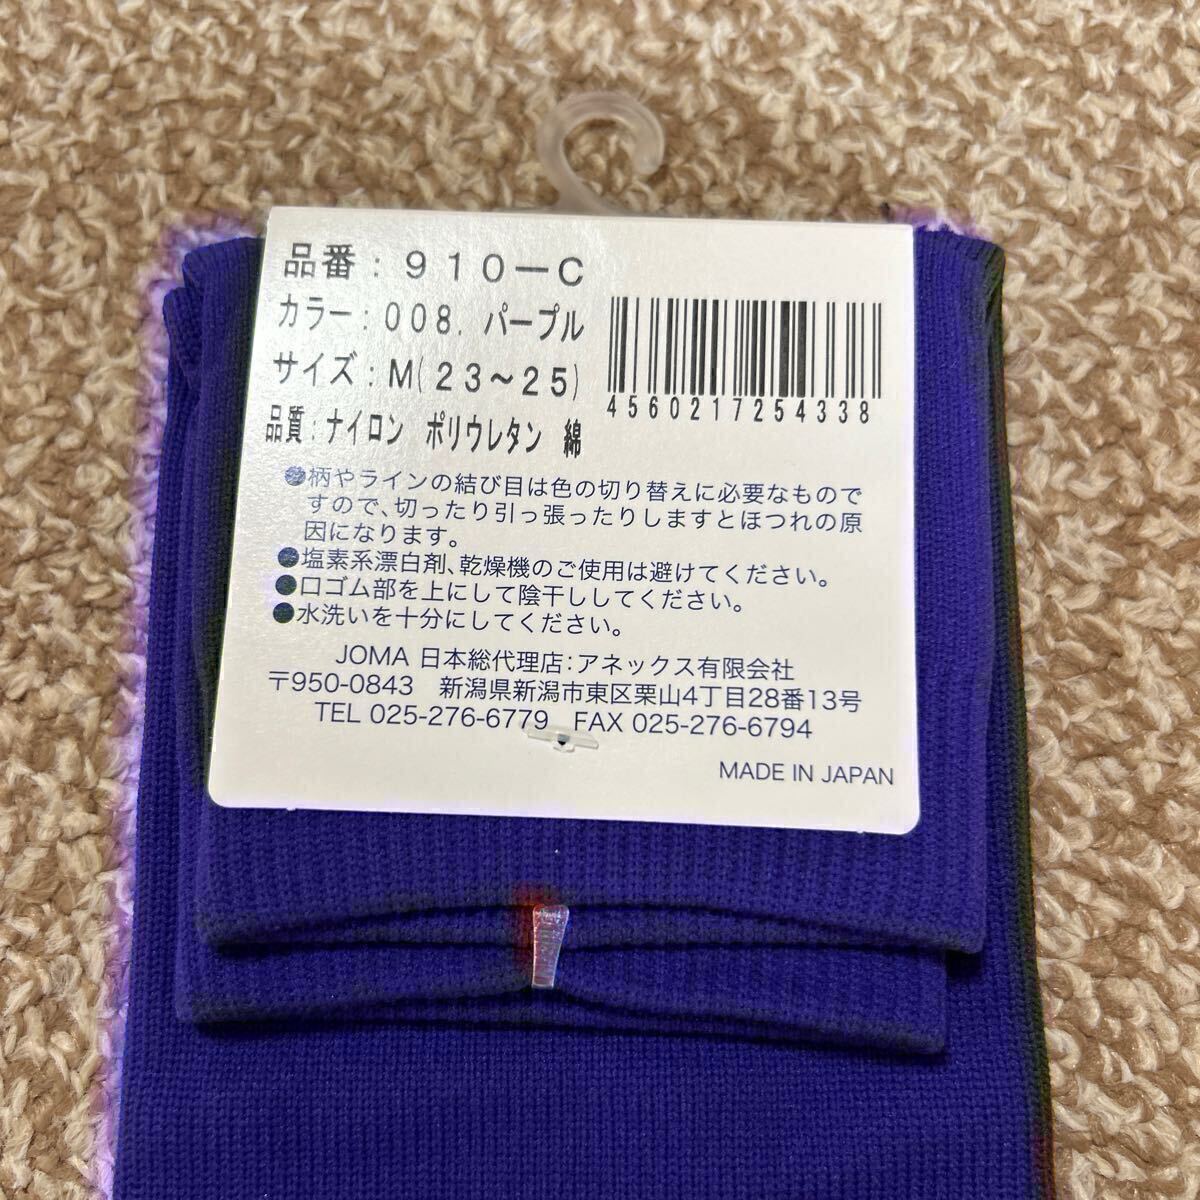 品番：９１０ーＣ
カラー：００８．パープル
サイズ：Ｍ（２３～２５）
4560217254338
品質：ナイロン　ポリウレタン　綿
●柄やラインの結び目は色の切り替えに必要なもので
すので、切ったり引っ張ったりしますとほつれの原
因になります。
●塩素系漂白剤、乾燥機のご使用は避けてください。
●口ゴム部を上にして陰干ししてください。
●水洗いを十分にしてください。
JOMA 日本総代理店：アネックス有限会社
〒950-0843　新潟県新潟市東区栗山4丁目28番13号
TEL 025-276-6779　FAX 025-276-6794
MADE IN JAPAN